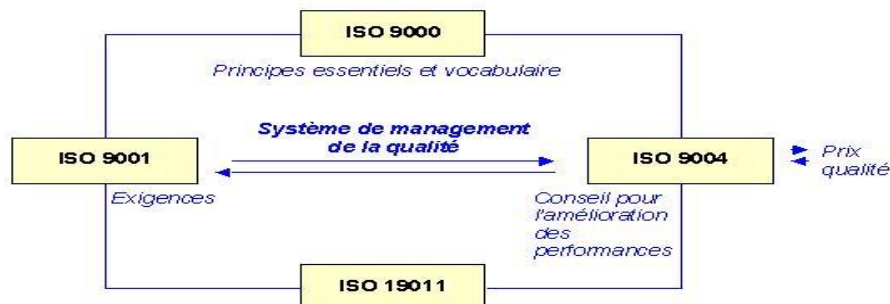 ISO 9000
Principes essentiels et vocabulaire
Système de management
de la qualité
ISO 9001
ISO 9004
Prix
qualité
Exigences
Conseil pour
l'amélioration
des
performances
ISO 19011